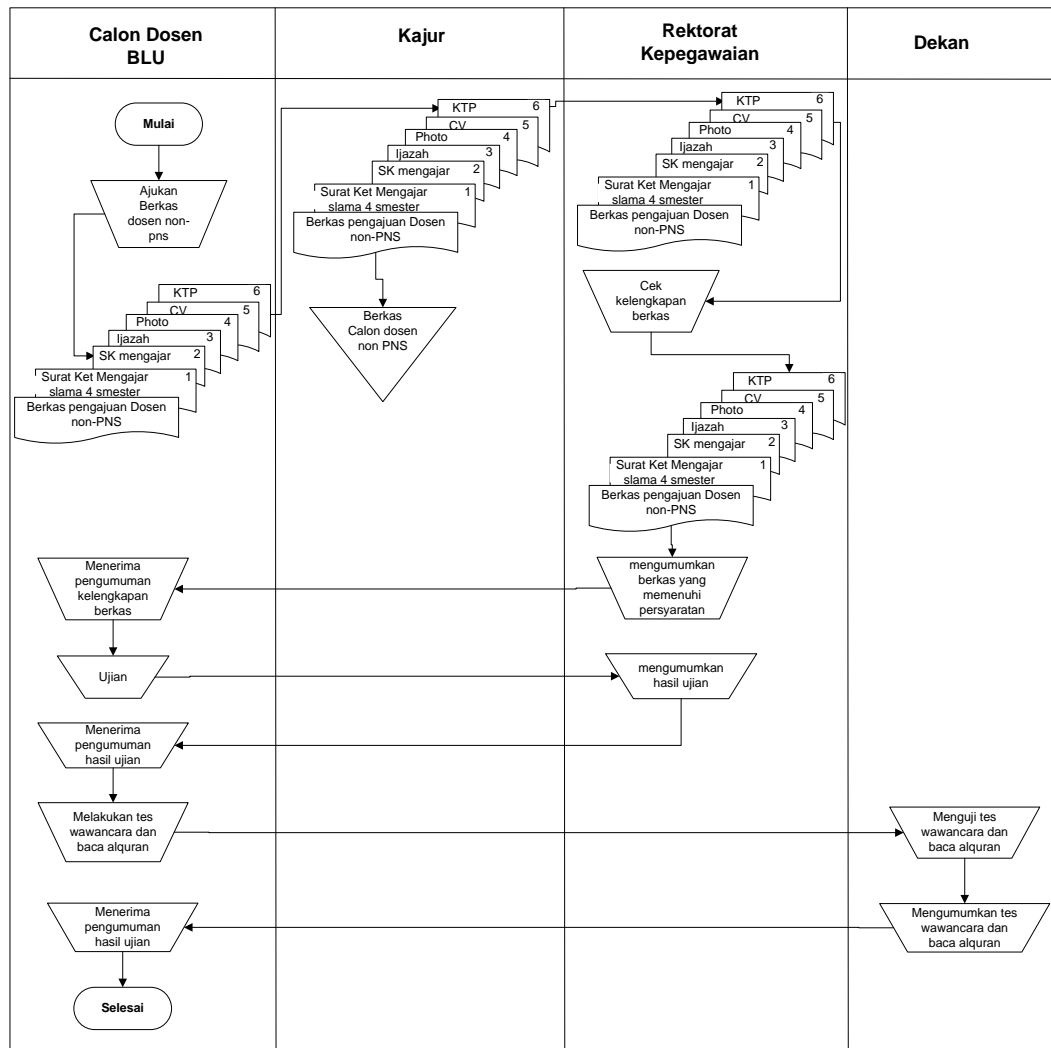 Calon Dosen
BLU
Kajur
Rektorat
Kepegawaian
Dekan
Mulai
Ajukan
Berkas
dosen non-
pns
KTP 6
CV 5
Photo 4
Ijazah 3
SK mengajar 2
Surat Ket Mengajar 1
slama 4 smester
Berkas pengajuan Dosen
non-PNS
KTP 6
CV 5
Photo 4
Ijazah 3
SK mengajar 2
Surat Ket Mengajar 1
slama 4 smester
Berkas pengajuan Dosen
non-PNS
Berkas
Calon dosen
non PNS
KTP 6
CV 5
Photo 4
Ijazah 3
SK mengajar 2
Surat Ket Mengajar 1
slama 4 smester
Berkas pengajuan Dosen
non-PNS
Cek
kelengkapan
berkas
KTP 6
CV 5
Photo 4
Ijazah 3
SK mengajar 2
Surat Ket Mengajar 1
slama 4 smester
Berkas pengajuan Dosen
non-PNS
mengumumkan
berkas yang
memenuhi
persyaratan
Menerima
pengumuman
kelengkapan
berkas
Ujian
mengumumkan
hasil ujian
Menerima
pengumuman
hasil ujian
Melakukan tes
wawancara dan
baca alquran
Menguji tes
wawancara dan
baca alquran
Mengumumkan tes
wawancara dan
baca alquran
Menerima
pengumuman
hasil ujian
Selesai